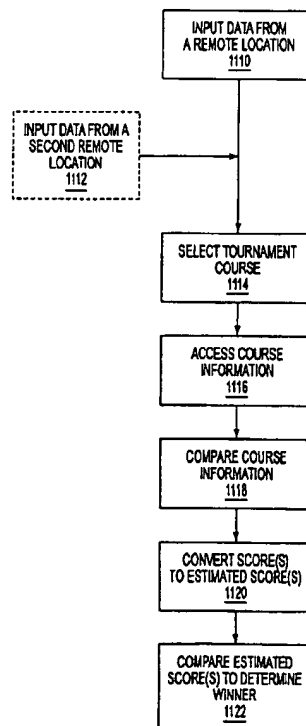 INPUT DATA FROM
A REMOTE LOCATION
1110
INPUT DATA FROM A
SECOND REMOTE
LOCATION
1112
SELECT TOURNAMENT
COURSE
1114
ACCESS COURSE
INFORMATION
1116
COMPARE COURSE
INFORMATION
1118
CONVERT SCORE(S)
TO ESTIMATED SCORE(S)
1120
COMPARE ESTIMATED
SCORE(S) TO DETERMINE
WINNER
1122